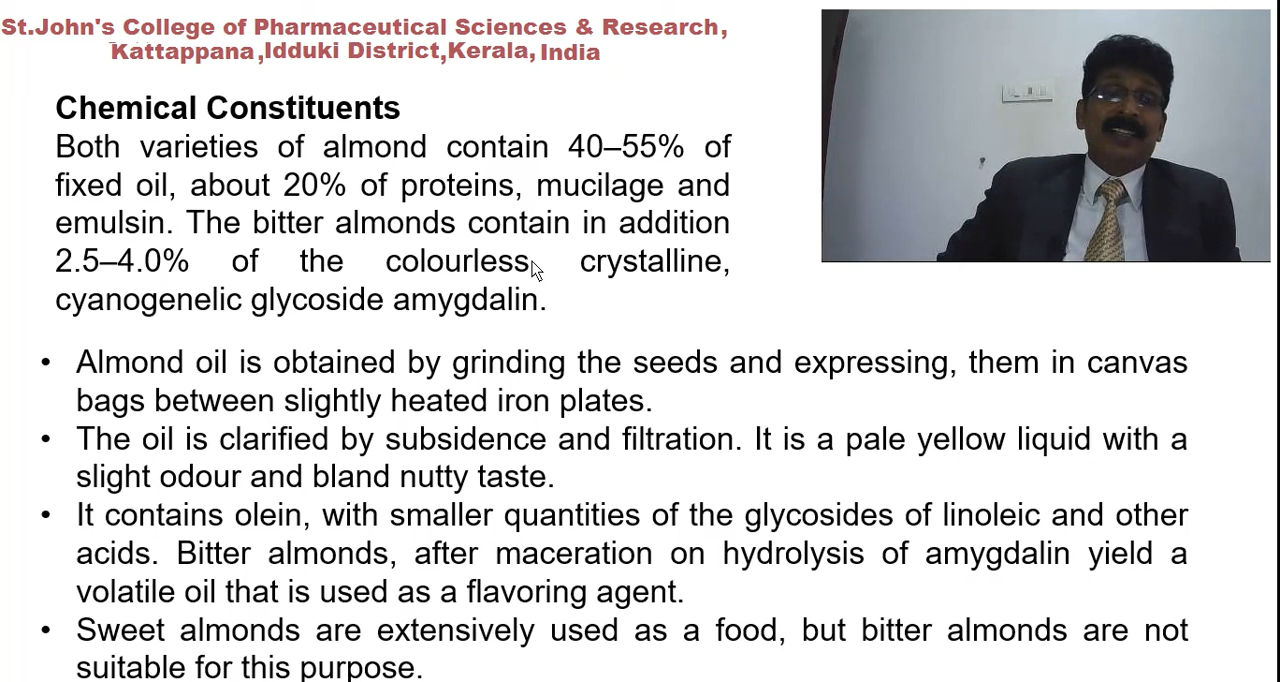 St.John's College of Pharmaceutical Sciences & Research,
Kattappana,Idduki District,Kerala, India
Chemical Constituents
Both varieties of almond contain 40–55% of
fixed oil, about 20% of proteins, mucilage and
emulsin. The bitter almonds contain in addition
2.5–4.0% of the colourless, crystalline,
cyanogenelic glycoside amygdalin.
• Almond oil is obtained by grinding the seeds and expressing, them in canvas
bags between slightly heated iron plates.
• The oil is clarified by subsidence and filtration. It is a pale yellow liquid with a
slight odour and bland nutty taste.
• It contains olein, with smaller quantities of the glycosides of linoleic and other
acids. Bitter almonds, after maceration on hydrolysis of amygdalin yield a
volatile oil that is used as a flavoring agent.
• Sweet almonds are extensively used as a food, but bitter almonds are not
suitable for this purpose.